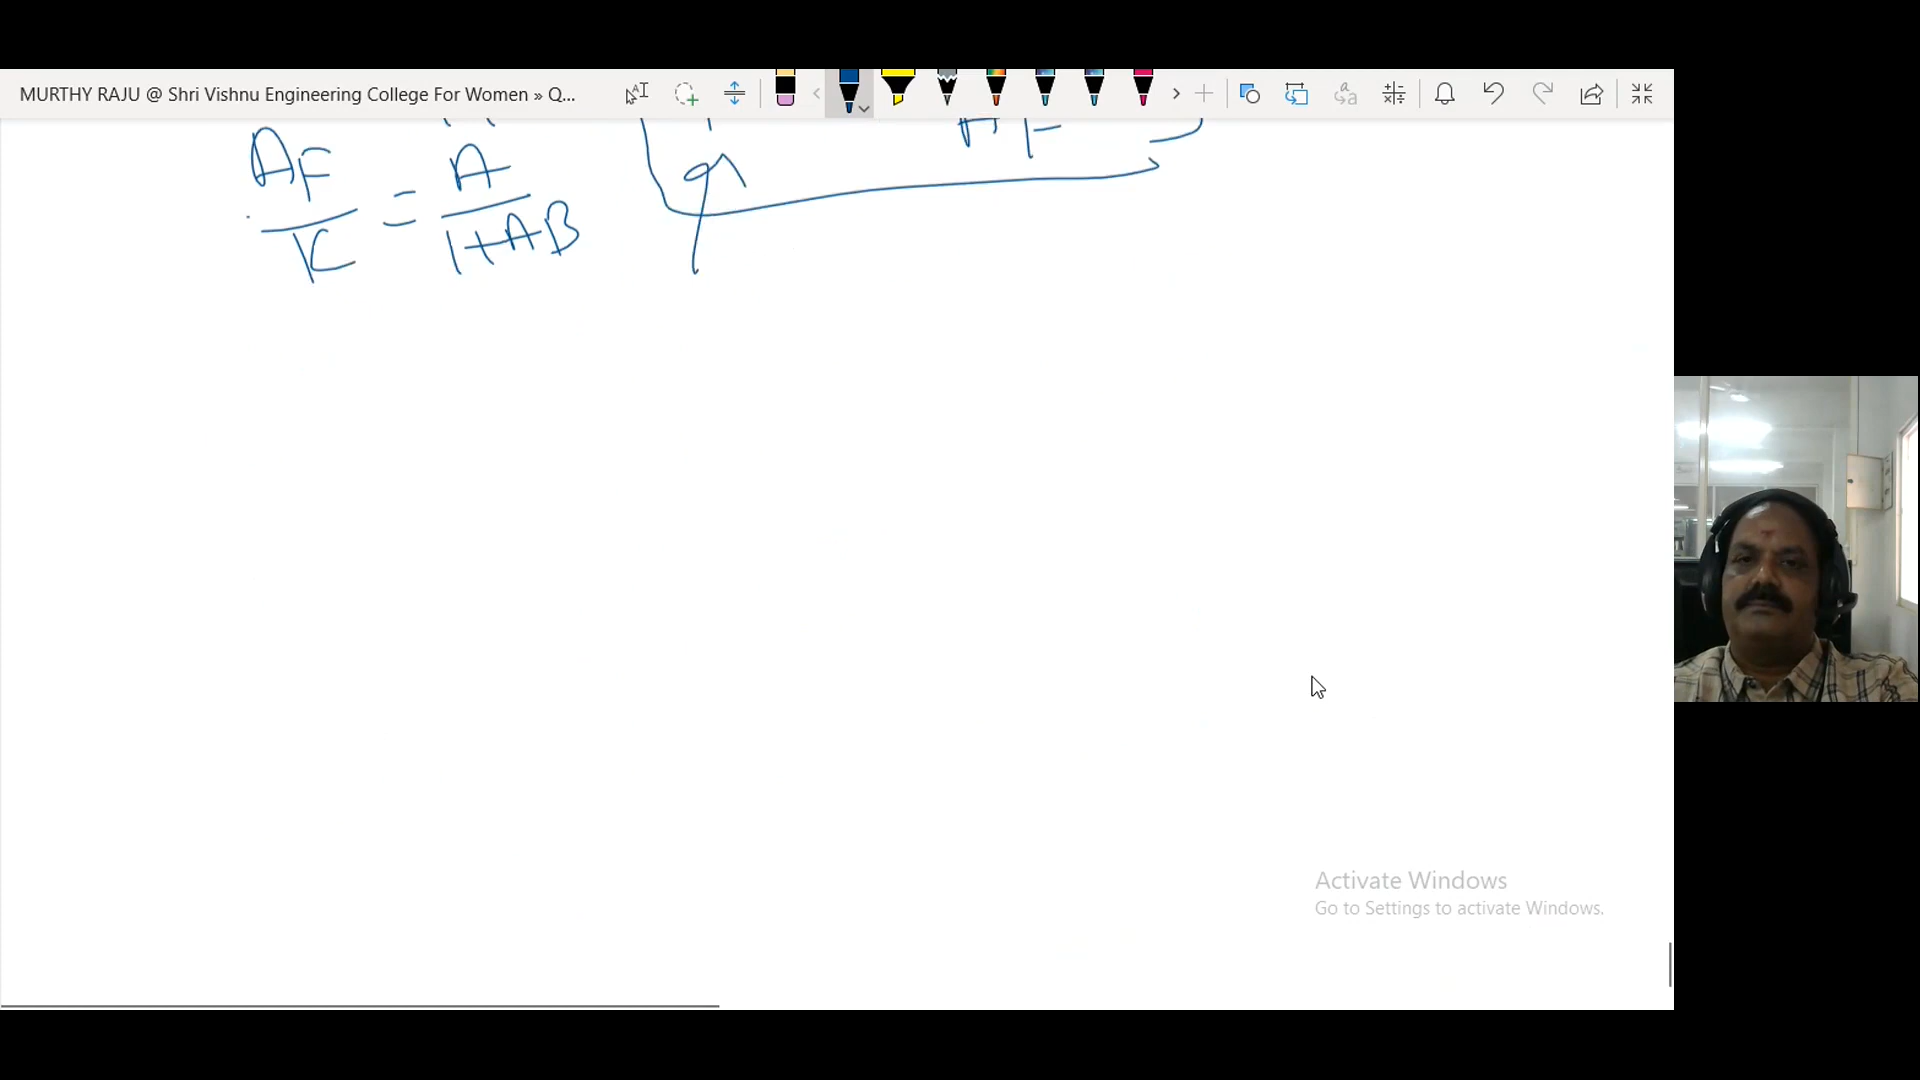 MURTHY RAJU @ Shri Vishnu Engineering College For Women » Q...
AF/K = A/1+AB
AF
Activate Windows
Go to Settings to activate Windows.